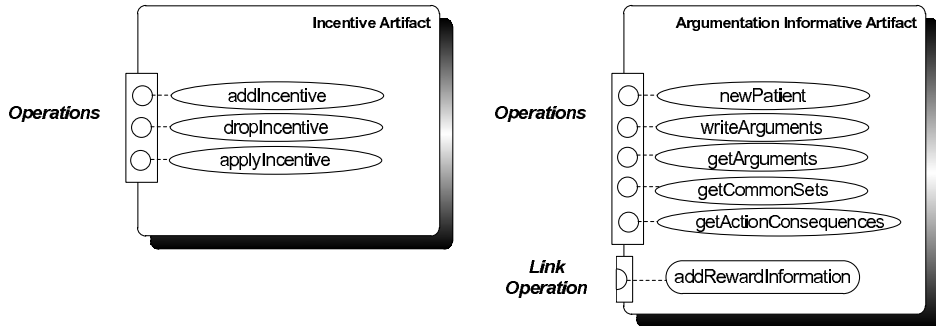 Incentive Artifact
Operations
addIncentive
dropIncentive
applyIncentive
Argumentation Informative Artifact
Operations
newPatient
writeArguments
getArguments
getCommonSets
getActionConsequences
Link
Operation
addRewardInformation